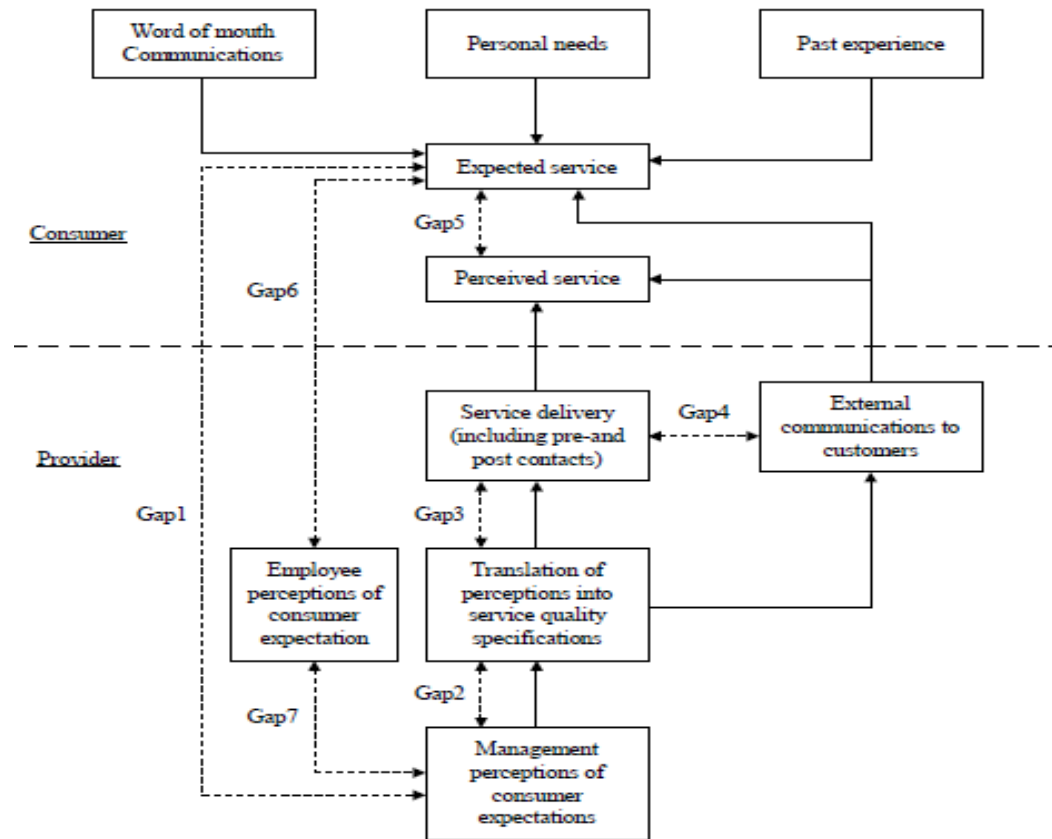 Word of mouth
Communications
Personal needs
Past experience
Expected service
Gap5
Consumer
Perceived service
Gap6
Service delivery
(including pre-and
post contacts)
Gap4
External
communications to
customers
Provider
Gap1
Gap3
Employee
perceptions of
consumer
expectation
Translation of
perceptions into
service quality
specifications
Gap2
Gap7
Management
perceptions of
consumer
expectations